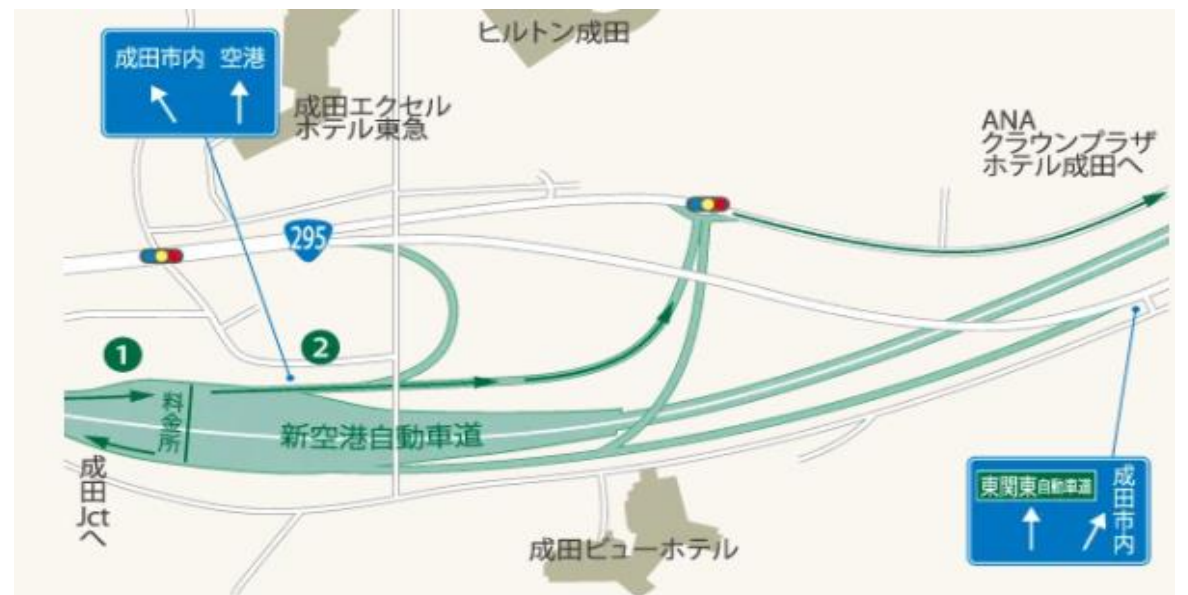 ヒルトン成田
成田市内 空港
成田エクセル
ホテル東急
ANA
クラウンプラザ
ホテル成田へ
295
1
2
料金所
新空港自動車道
成田
Jct
へ
東関東自動車道
成田市内
成田ビューホテル